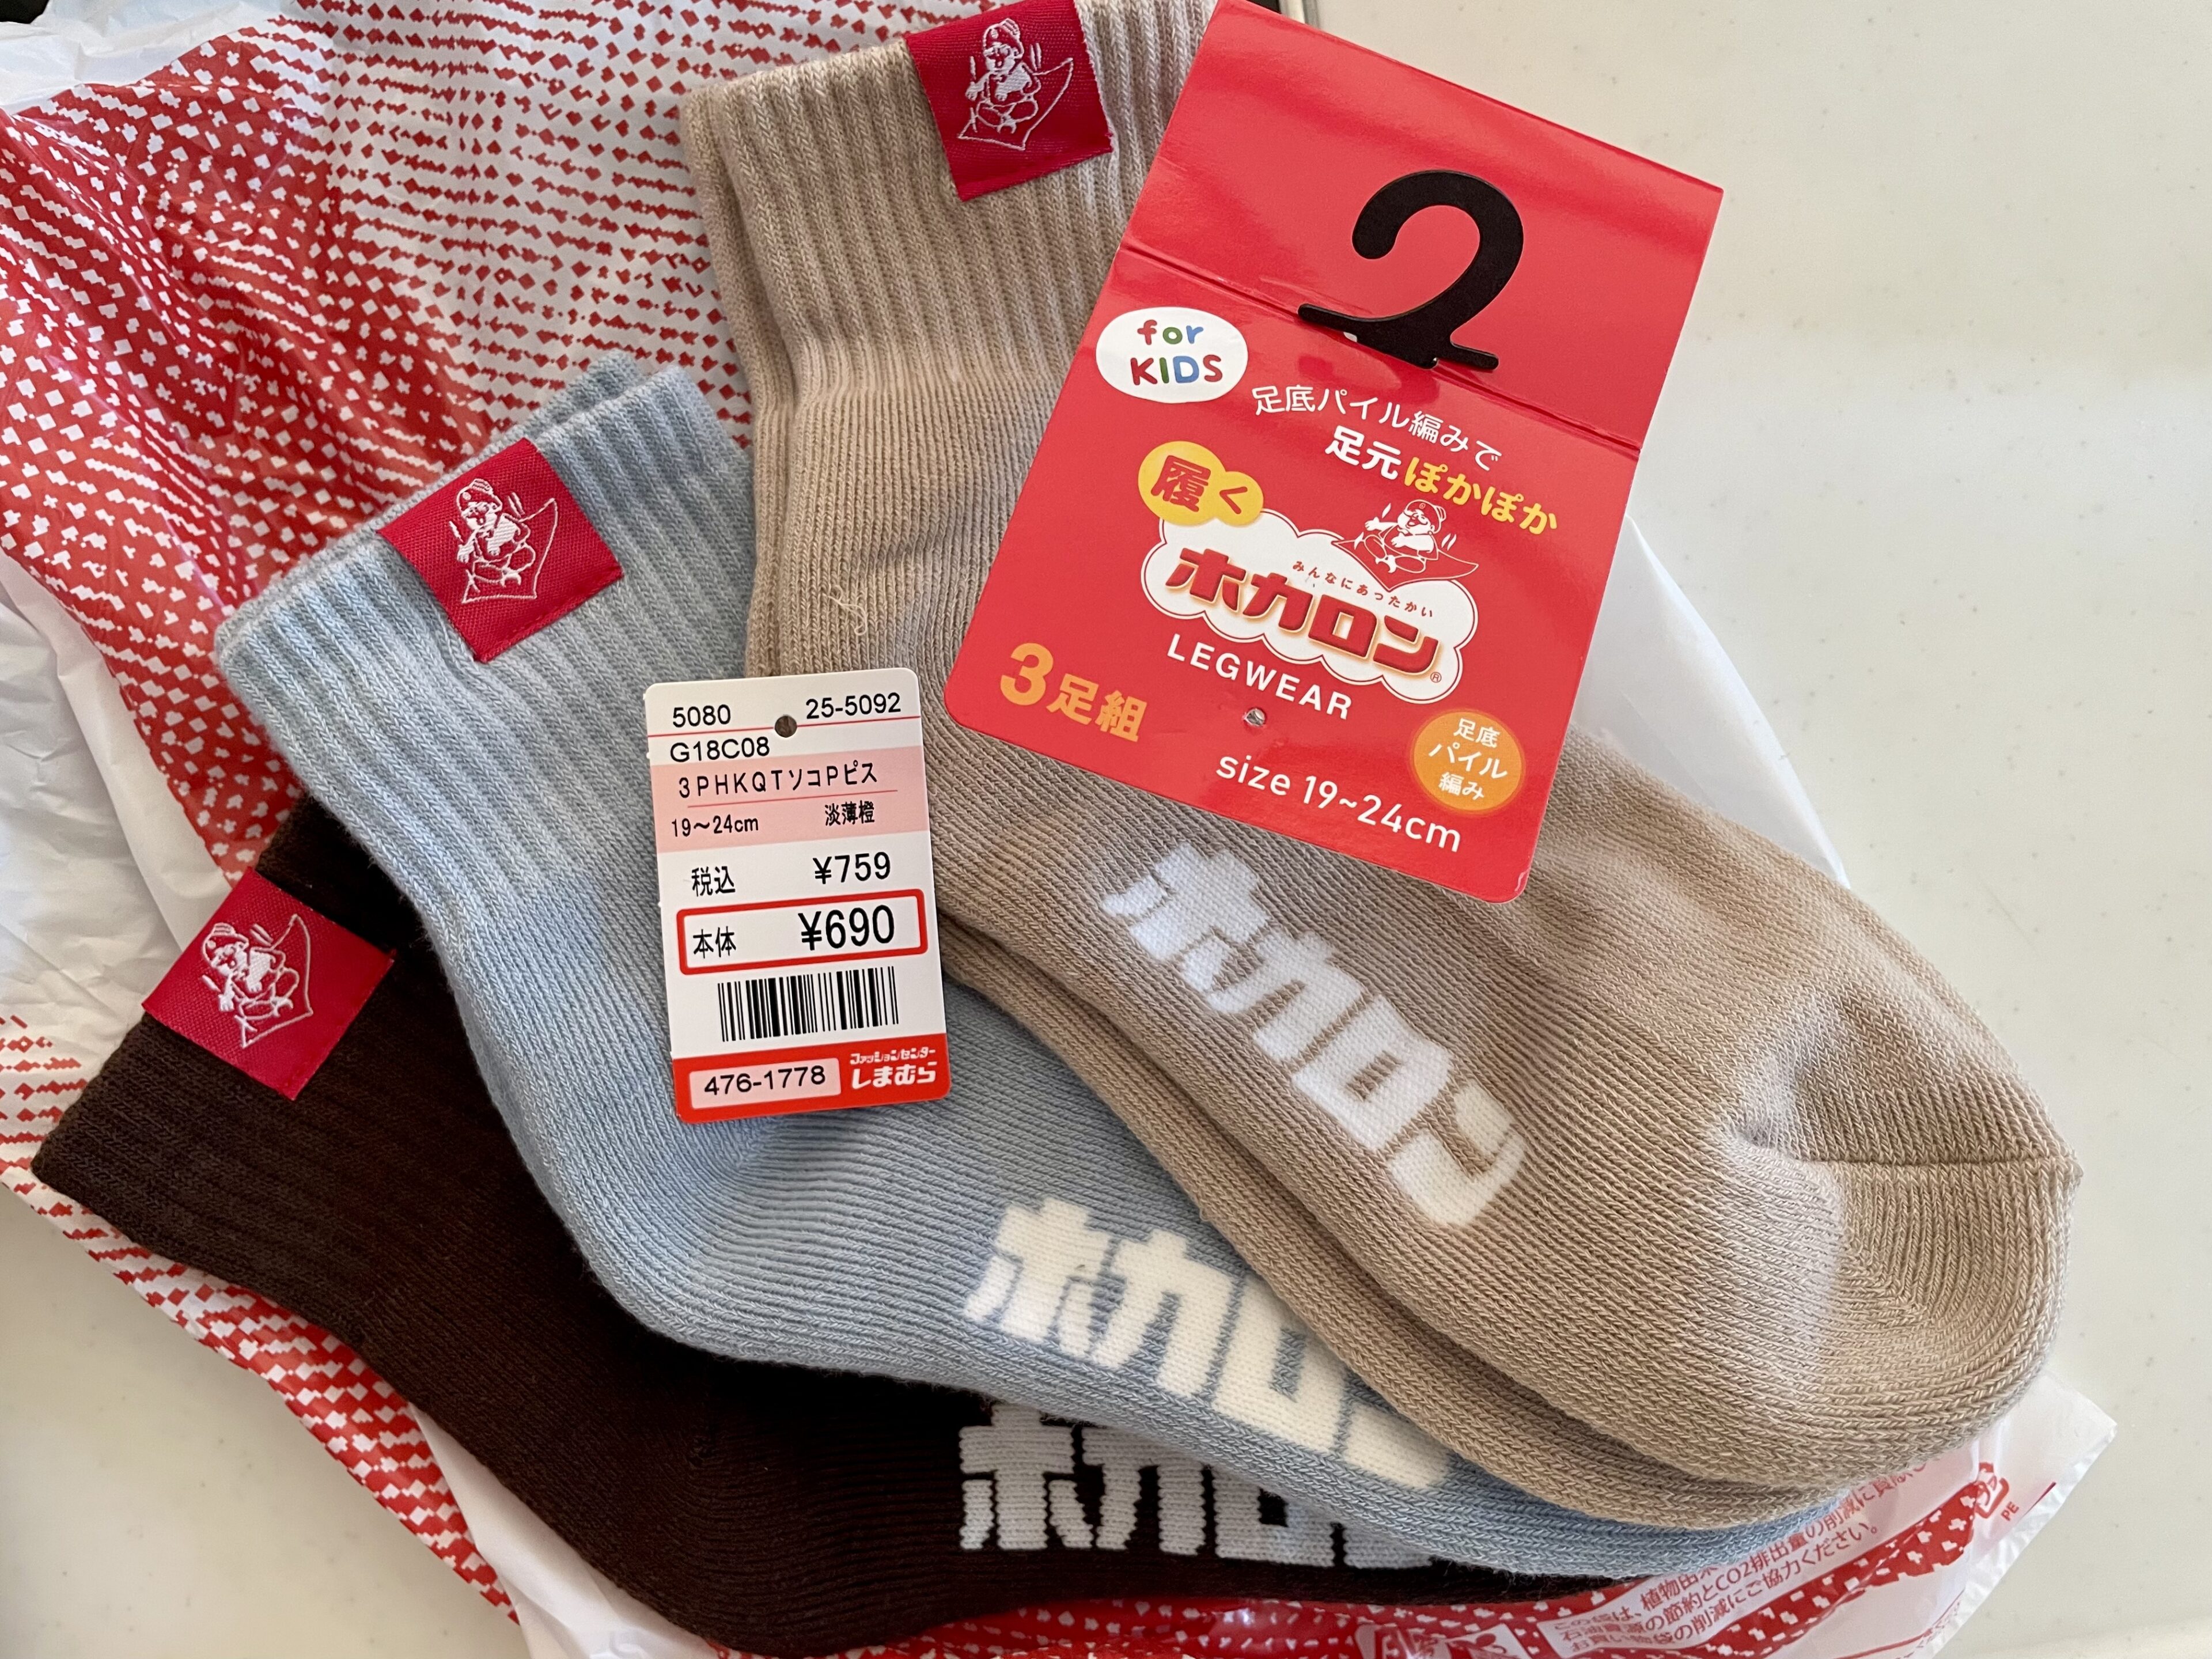 for
KIDS
足底パイル編みで
足元ぽかぽか
履く
みんなにあったかい
ホカロン®
LEGWEAR
3足組
足底
パイル
編み
size 19~24cm
5080 25-5092
G18C08
3PHKQTソコPピス
19〜24cm 淡薄橙
税込 ¥759
本体 ¥690
476-1778
ファッションセンター
しまむら
ホカロン
ホカロン
ホカロン
PE